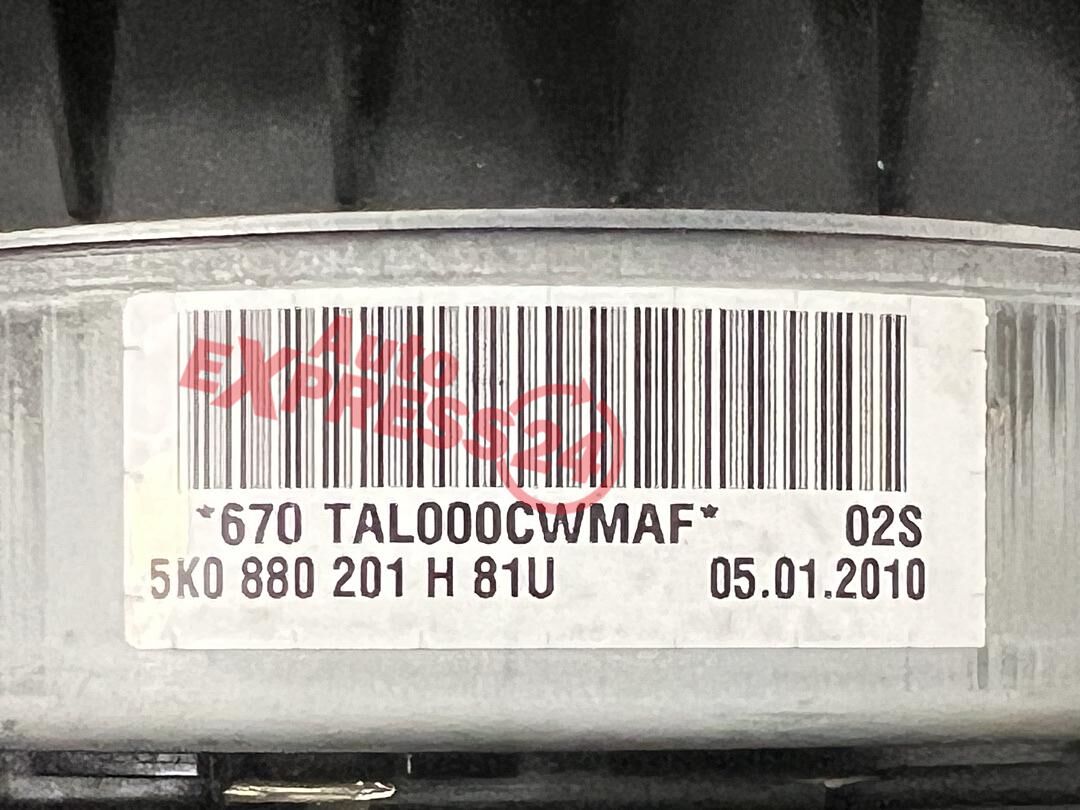 Auto
EXPRESS24
*670 TAL000CWMAF* 02S
5K0 880 201 H 81U 05.01.2010